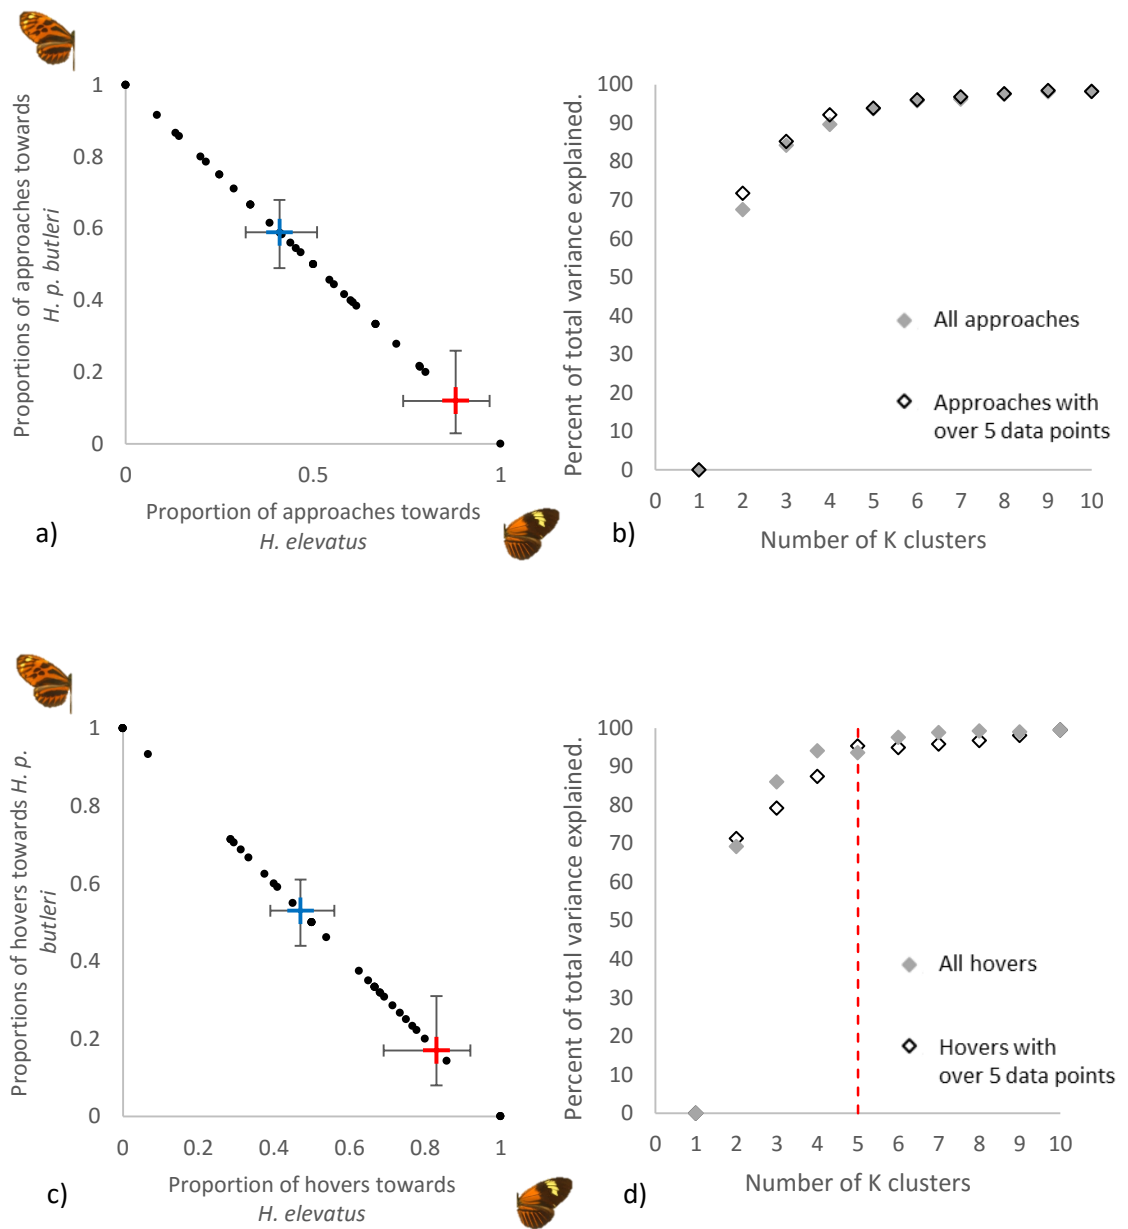 Proportions of approaches towards
H. p. butleri
1
0.8
0.6
0.4
0.2
0
0
0.5
1
Proportion of approaches towards
H. elevatus
a)
Percent of total variance explained.
100
90
80
70
60
50
40
30
20
10
0
0 1 2 3 4 5 6 7 8 9 10
Number of K clusters
All approaches
Approaches with
over 5 data points
b)
Proportions of hovers towards H. p.
butleri
1
0.8
0.6
0.4
0.2
0
0 0.2 0.4 0.6 0.8 1
Proportion of hovers towards
H. elevatus
c)
Percent of total variance explained.
100
90
80
70
60
50
40
30
20
10
0
0 1 2 3 4 5 6 7 8 9 10
Number of K clusters
All hovers
Hovers with
over 5 data points
d)